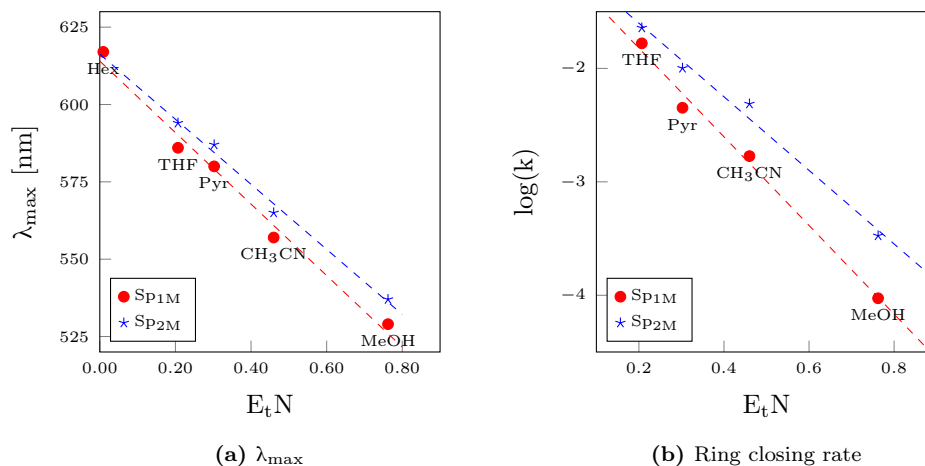 625
600
575
550
525
0.00 0.20 0.40 0.60 0.80
λmax [nm]
EtN
Hex
THF
Pyr
CH3CN
MeOH
Sp1M
Sp2M
(a) λmax
−2
−3
−4
0.2 0.4 0.6 0.8
log(k)
EtN
THF
Pyr
CH3CN
MeOH
Sp1M
Sp2M
(b) Ring closing rate